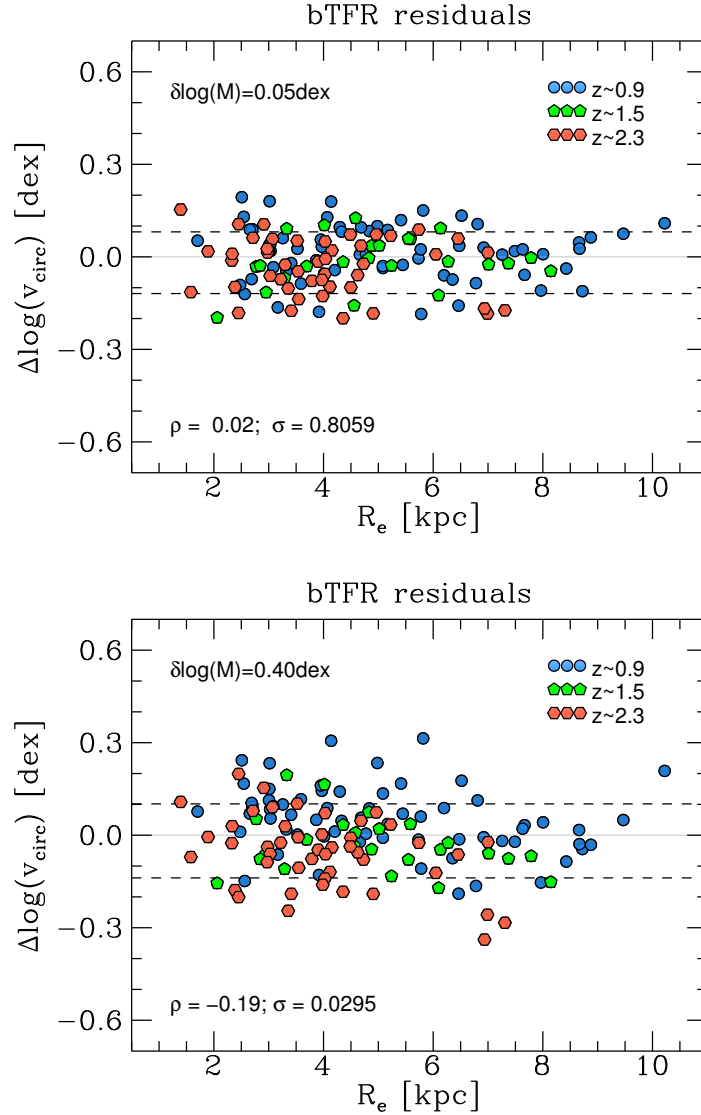 bTFR residuals
0.6
δlog(M)=0.05dex
z~0.9
z~1.5
z~2.3
0.3
0.0
−0.3
−0.6
Δlog(v_circ) [dex]
ρ = 0.02; σ = 0.8059
2 4 6 8 10
R_e [kpc]
bTFR residuals
0.6
δlog(M)=0.40dex
z~0.9
z~1.5
z~2.3
0.3
0.0
−0.3
−0.6
Δlog(v_circ) [dex]
ρ = −0.19; σ = 0.0295
2 4 6 8 10
R_e [kpc]